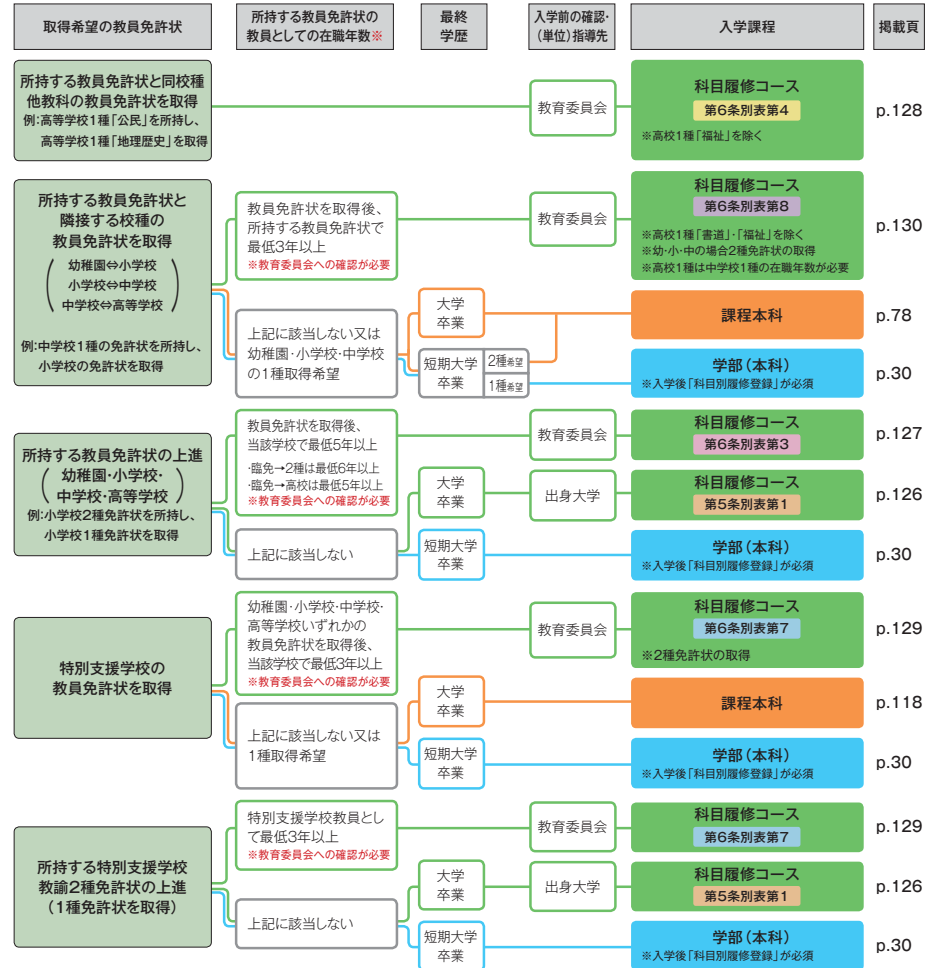 取得希望の教員免許状
所持する教員免許状の
教員としての在職年数※
最終
学歴
入学前の確認・
(単位)指導先
入学課程
掲載頁
所持する教員免許状と同校種
他教科の教員免許状を取得
例:高等学校1種「公民」を所持し、
高等学校1種「地理歴史」を取得
教育委員会
科目履修コース
第6条別表第4
※高校1種「福祉」を除く
p.128
所持する教員免許状と
隣接する校種の
教員免許状を取得
幼稚園⇔小学校
小学校⇔中学校
中学校⇔高等学校
例:中学校1種の免許状を所持し、
小学校の免許状を取得
教員免許状を取得後、
所持する教員免許状で
最低3年以上
※教育委員会への確認が必要
教育委員会
科目履修コース
第6条別表第8
※高校1種「書道」・「福祉」を除く
※幼・小・中の場合2種免許状の取得
※高校1種は中学校1種の在職年数が必要
p.130
上記に該当しない又は
幼稚園・小学校・中学校
の1種取得希望
大学
卒業
課程本科
p.78
短期大学
卒業
2種希望
1種希望
学部(本科)
※入学後「科目別履修登録」が必須
p.30
所持する教員免許状の上進
幼稚園・小学校・
中学校・高等学校
例:小学校2種免許状を所持し、
小学校1種免許状を取得
教員免許状を取得後、
当該学校で最低5年以上
・臨免→2種は最低6年以上
・臨免→高校は最低5年以上
※教育委員会への確認が必要
教育委員会
科目履修コース
第6条別表第3
p.127
上記に該当しない
大学
卒業
出身大学
科目履修コース
第5条別表第1
p.126
短期大学
卒業
学部(本科)
※入学後「科目別履修登録」が必須
p.30
特別支援学校の
教員免許状を取得
幼稚園・小学校・中学校・
高等学校いずれかの
教員免許状を取得後、
当該学校で最低3年以上
※教育委員会への確認が必要
教育委員会
科目履修コース
第6条別表第7
※2種免許状の取得
p.129
上記に該当しない又は
1種取得希望
大学
卒業
課程本科
p.118
短期大学
卒業
学部(本科)
※入学後「科目別履修登録」が必須
p.30
所持する特別支援学校
教諭2種免許状の上進
(1種免許状を取得)
特別支援学校教員とし
て最低3年以上
※教育委員会への確認が必要
教育委員会
科目履修コース
第6条別表第7
p.129
上記に該当しない
大学
卒業
出身大学
科目履修コース
第5条別表第1
p.126
短期大学
卒業
学部(本科)
※入学後「科目別履修登録」が必須
p.30